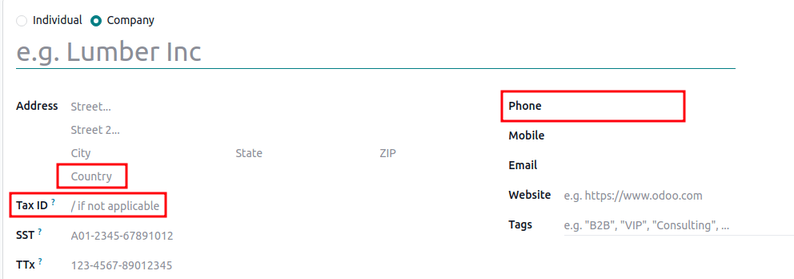 Individual Company
e.g. Lumber Inc
Address Street...
Street 2...
City State ZIP
Country
Tax ID ? / if not applicable
SST ? A01-2345-67891012
TTx ? 123-4567-89012345
Phone
Mobile
Email
Website e.g. https://www.odoo.com
Tags e.g. "B2B", "VIP", "Consulting", ...